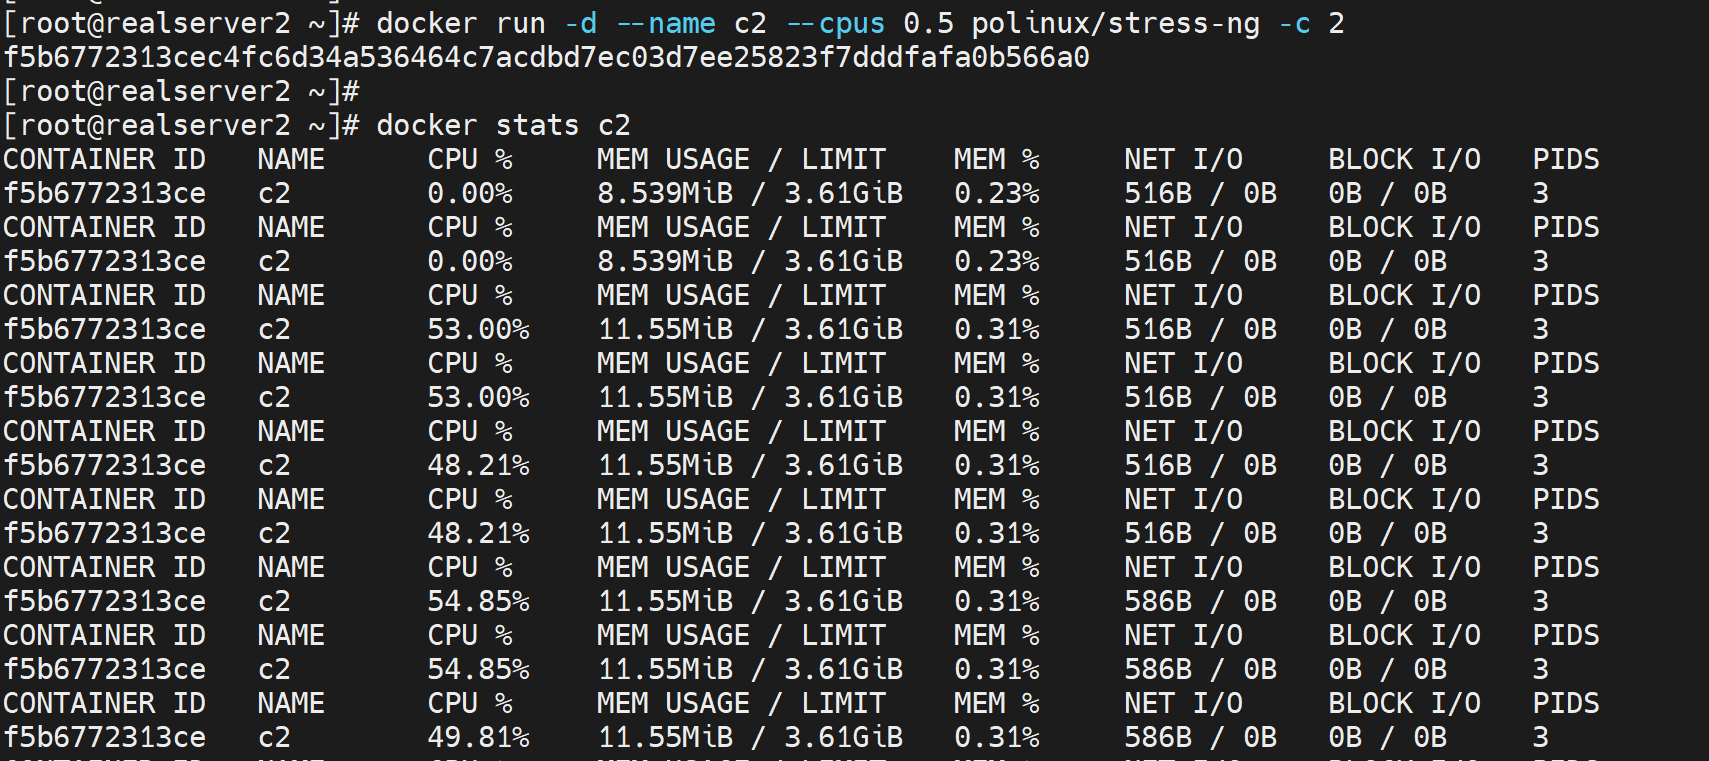 [root@realserver2 ~]# docker run -d --name c2 --cpus 0.5 polinux/stress-ng -c 2
f5b6772313cec4fc6d34a536464c7acdbd7ec03d7ee25823f7dddfafa0b566a0
[root@realserver2 ~]#
[root@realserver2 ~]# docker stats c2
CONTAINER ID   NAME      CPU %     MEM USAGE / LIMIT    MEM %     NET I/O     BLOCK I/O   PIDS
f5b6772313ce   c2        0.00%     8.539MiB / 3.61GiB   0.23%     516B / 0B   0B / 0B     3
CONTAINER ID   NAME      CPU %     MEM USAGE / LIMIT    MEM %     NET I/O     BLOCK I/O   PIDS
f5b6772313ce   c2        0.00%     8.539MiB / 3.61GiB   0.23%     516B / 0B   0B / 0B     3
CONTAINER ID   NAME      CPU %     MEM USAGE / LIMIT    MEM %     NET I/O     BLOCK I/O   PIDS
f5b6772313ce   c2        53.00%    11.55MiB / 3.61GiB   0.31%     516B / 0B   0B / 0B     3
CONTAINER ID   NAME      CPU %     MEM USAGE / LIMIT    MEM %     NET I/O     BLOCK I/O   PIDS
f5b6772313ce   c2        53.00%    11.55MiB / 3.61GiB   0.31%     516B / 0B   0B / 0B     3
CONTAINER ID   NAME      CPU %     MEM USAGE / LIMIT    MEM %     NET I/O     BLOCK I/O   PIDS
f5b6772313ce   c2        48.21%    11.55MiB / 3.61GiB   0.31%     516B / 0B   0B / 0B     3
CONTAINER ID   NAME      CPU %     MEM USAGE / LIMIT    MEM %     NET I/O     BLOCK I/O   PIDS
f5b6772313ce   c2        48.21%    11.55MiB / 3.61GiB   0.31%     516B / 0B   0B / 0B     3
CONTAINER ID   NAME      CPU %     MEM USAGE / LIMIT    MEM %     NET I/O     BLOCK I/O   PIDS
f5b6772313ce   c2        54.85%    11.55MiB / 3.61GiB   0.31%     586B / 0B   0B / 0B     3
CONTAINER ID   NAME      CPU %     MEM USAGE / LIMIT    MEM %     NET I/O     BLOCK I/O   PIDS
f5b6772313ce   c2        54.85%    11.55MiB / 3.61GiB   0.31%     586B / 0B   0B / 0B     3
CONTAINER ID   NAME      CPU %     MEM USAGE / LIMIT    MEM %     NET I/O     BLOCK I/O   PIDS
f5b6772313ce   c2        49.81%    11.55MiB / 3.61GiB   0.31%     586B / 0B   0B / 0B     3